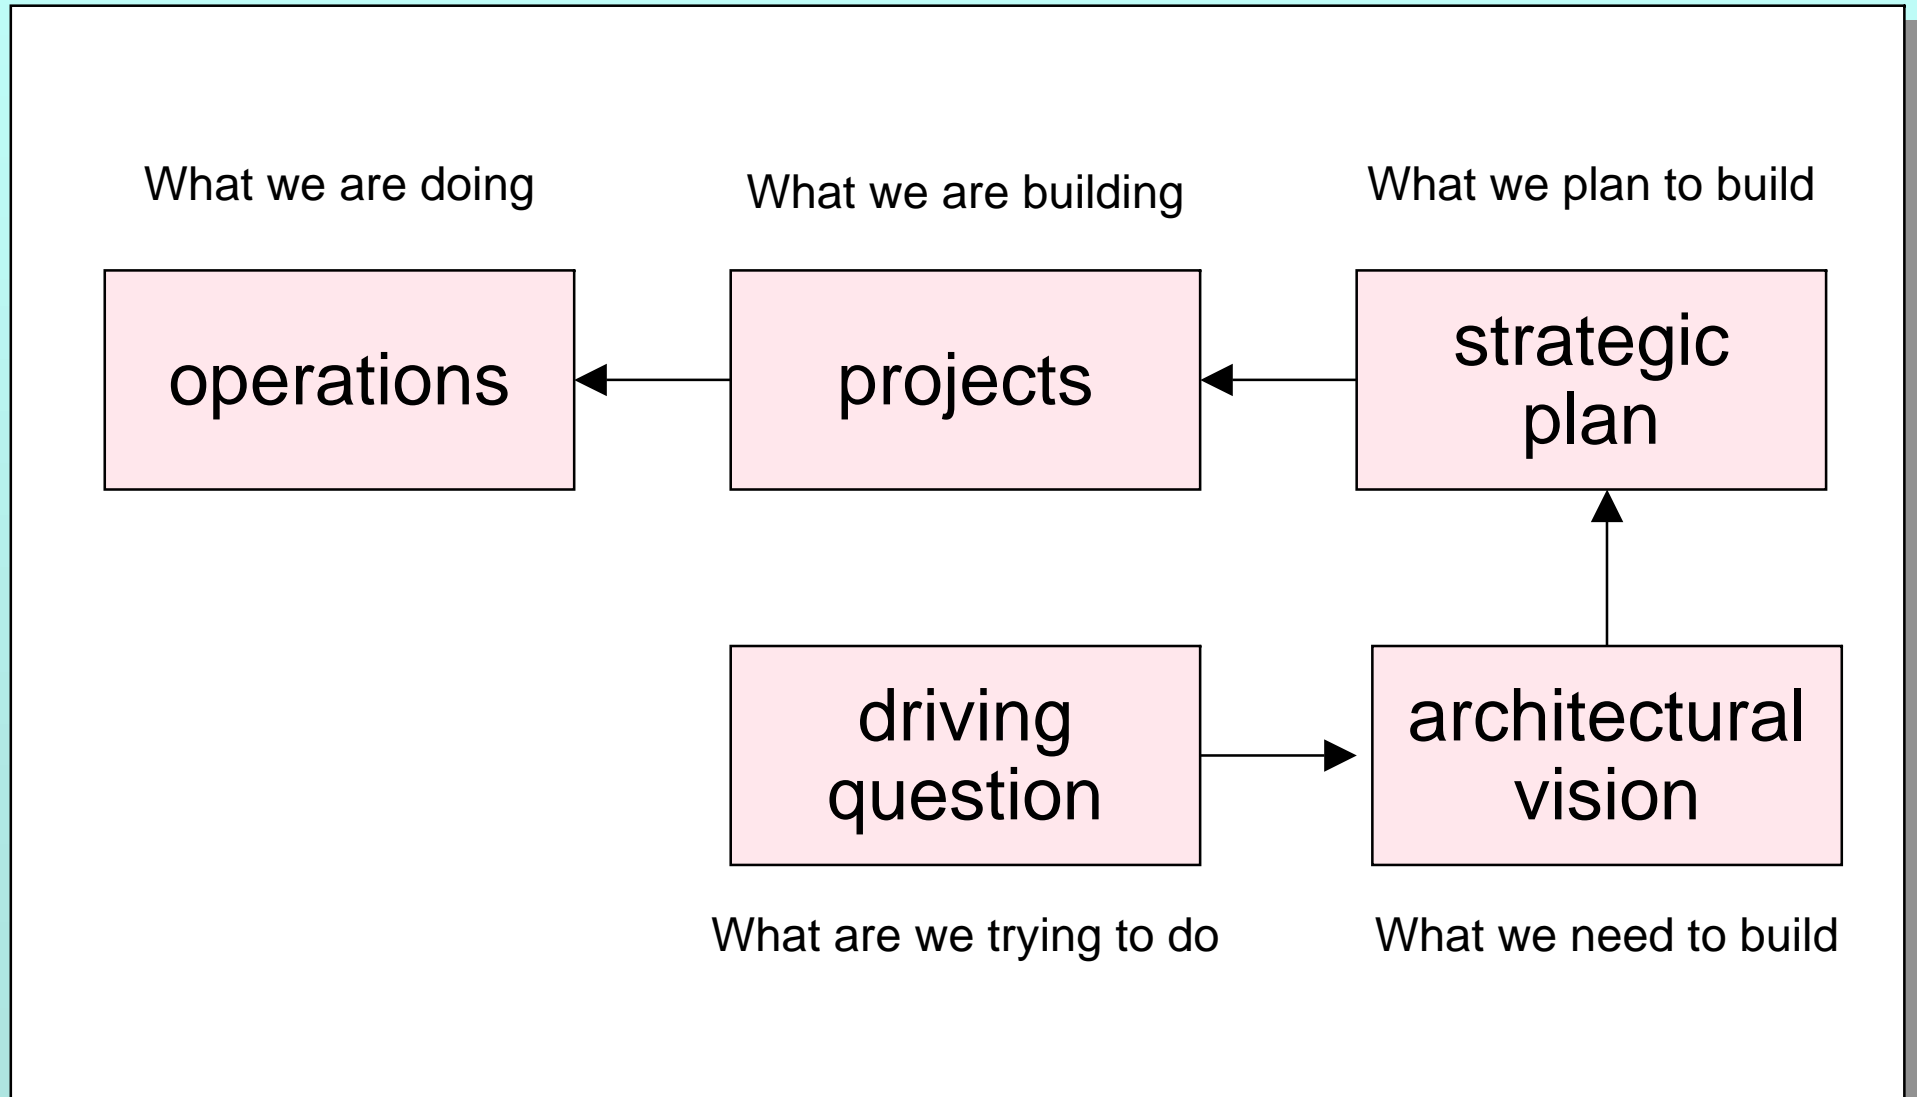 What we are doing
What we are building
What we plan to build
operations
projects
strategic
plan
driving
question
architectural
vision
What are we trying to do
What we need to build